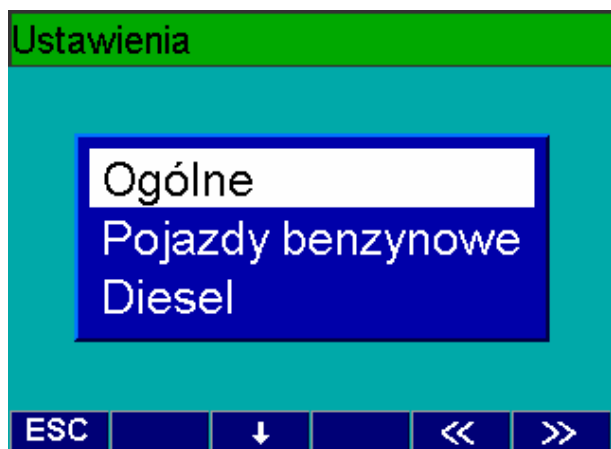 Ustawienia
Ogólne
Pojazdy benzynowe
Diesel
ESC ↓ << >>